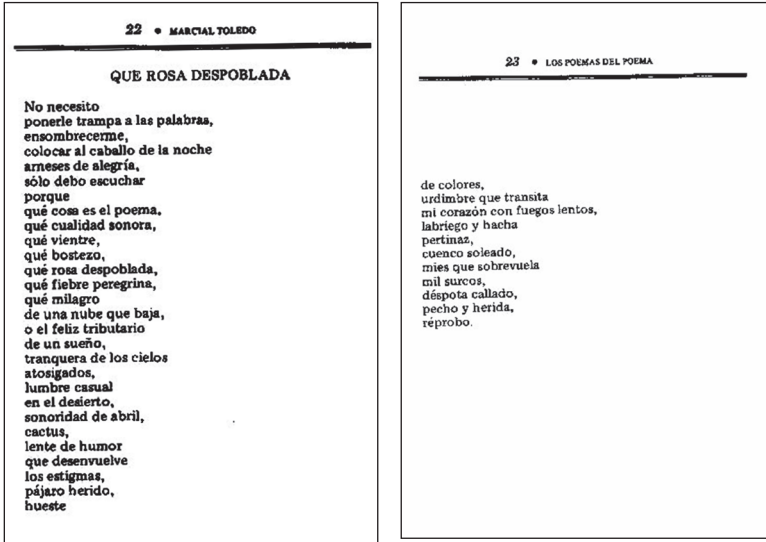 22 • MARCIAL TOLEDO
QUE ROSA DESPOBLADA
No necesito
ponerle trampa a las palabras,
ensombrecerme,
colocar al caballo de la noche
arneses de alegría,
sólo debo escuchar
porque
qué cosa es el poema,
qué cualidad sonora,
qué vientre,
qué bostezo,
qué rosa despoblada,
qué fiebre peregrina,
qué milagro
de una nube que baja,
o el feliz tributario
de un sueño,
tranquera de los cielos
atosigados,
lumbre casual
en el desierto,
sonoridad de abril,
cactus,
lente de humor
que desenvuelve
los estigmas,
pájaro herido,
hueste
23 • LOS POEMAS DEL POEMA
de colores,
urdimbre que transita
mi corazón con fuegos lentos,
labriego y hacha
pertinaz,
cuenco soleado,
mies que sobrevuela
mil surcos,
déspota callado,
pecho y herida,
réprobo.